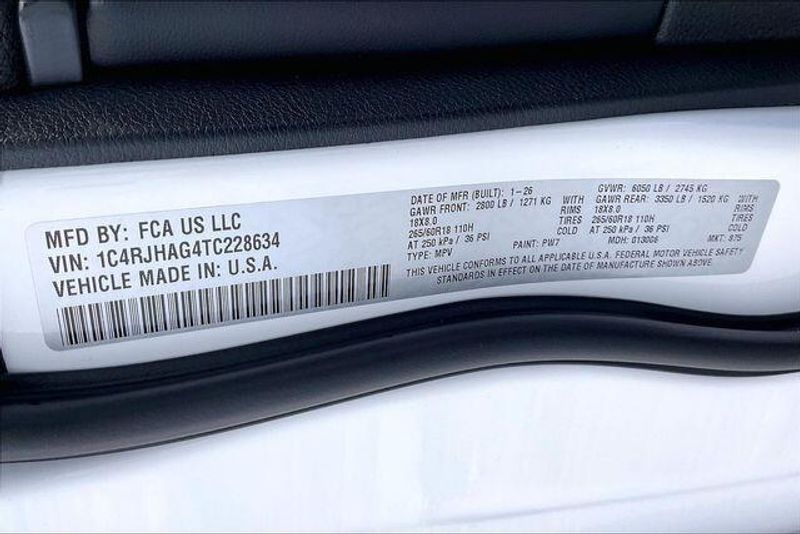 MFD BY: FCA US LLC
VIN: 1C4RJHAG4TC228634
VEHICLE MADE IN: U.S.A.
DATE OF MFR (BUILT): 1-26 GVWR: 6050 LB / 2745 KG
GAWR FRONT: 2800 LB / 1271 KG WITH GAWR REAR: 3350 LB / 1520 KG WITH
18X8.0 RIMS 18X8.0 RIMS
265/60R18 110H TIRES 265/60R18 110H TIRES
AT 250 kPa / 36 PSI COLD AT 250 kPa / 36 PSI COLD
TYPE: MPV PAINT: PW7 MDH: 013008 MKT: 875
THIS VEHICLE CONFORMS TO ALL APPLICABLE U.S.A. FEDERAL MOTOR VEHICLE SAFETY
STANDARDS IN EFFECT ON THE DATE OF MANUFACTURE SHOWN ABOVE.